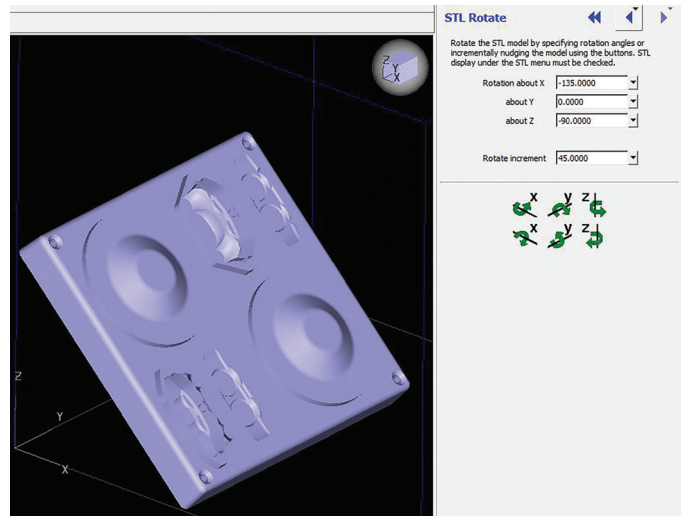 STL Rotate
Rotate the STL model by specifying rotation angles or
incrementally nudging the model using the buttons. STL
display under the STL menu must be checked.
Rotation about X -135.0000
about Y 0.0000
about Z -90.0000
Rotate increment 45.0000
X y Z
X y Z
Z
Y
X
Z
Y
X